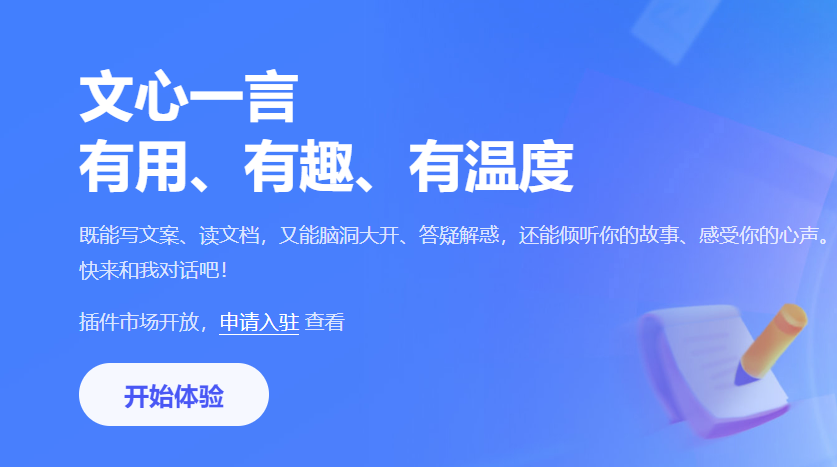 文心一言
有用、有趣、有温度
既能写文案、读文档，又能脑洞大开、答疑解惑，还能倾听你的故事、感受你的心声。
快来和我对话吧！
插件市场开放，申请入驻 查看
开始体验